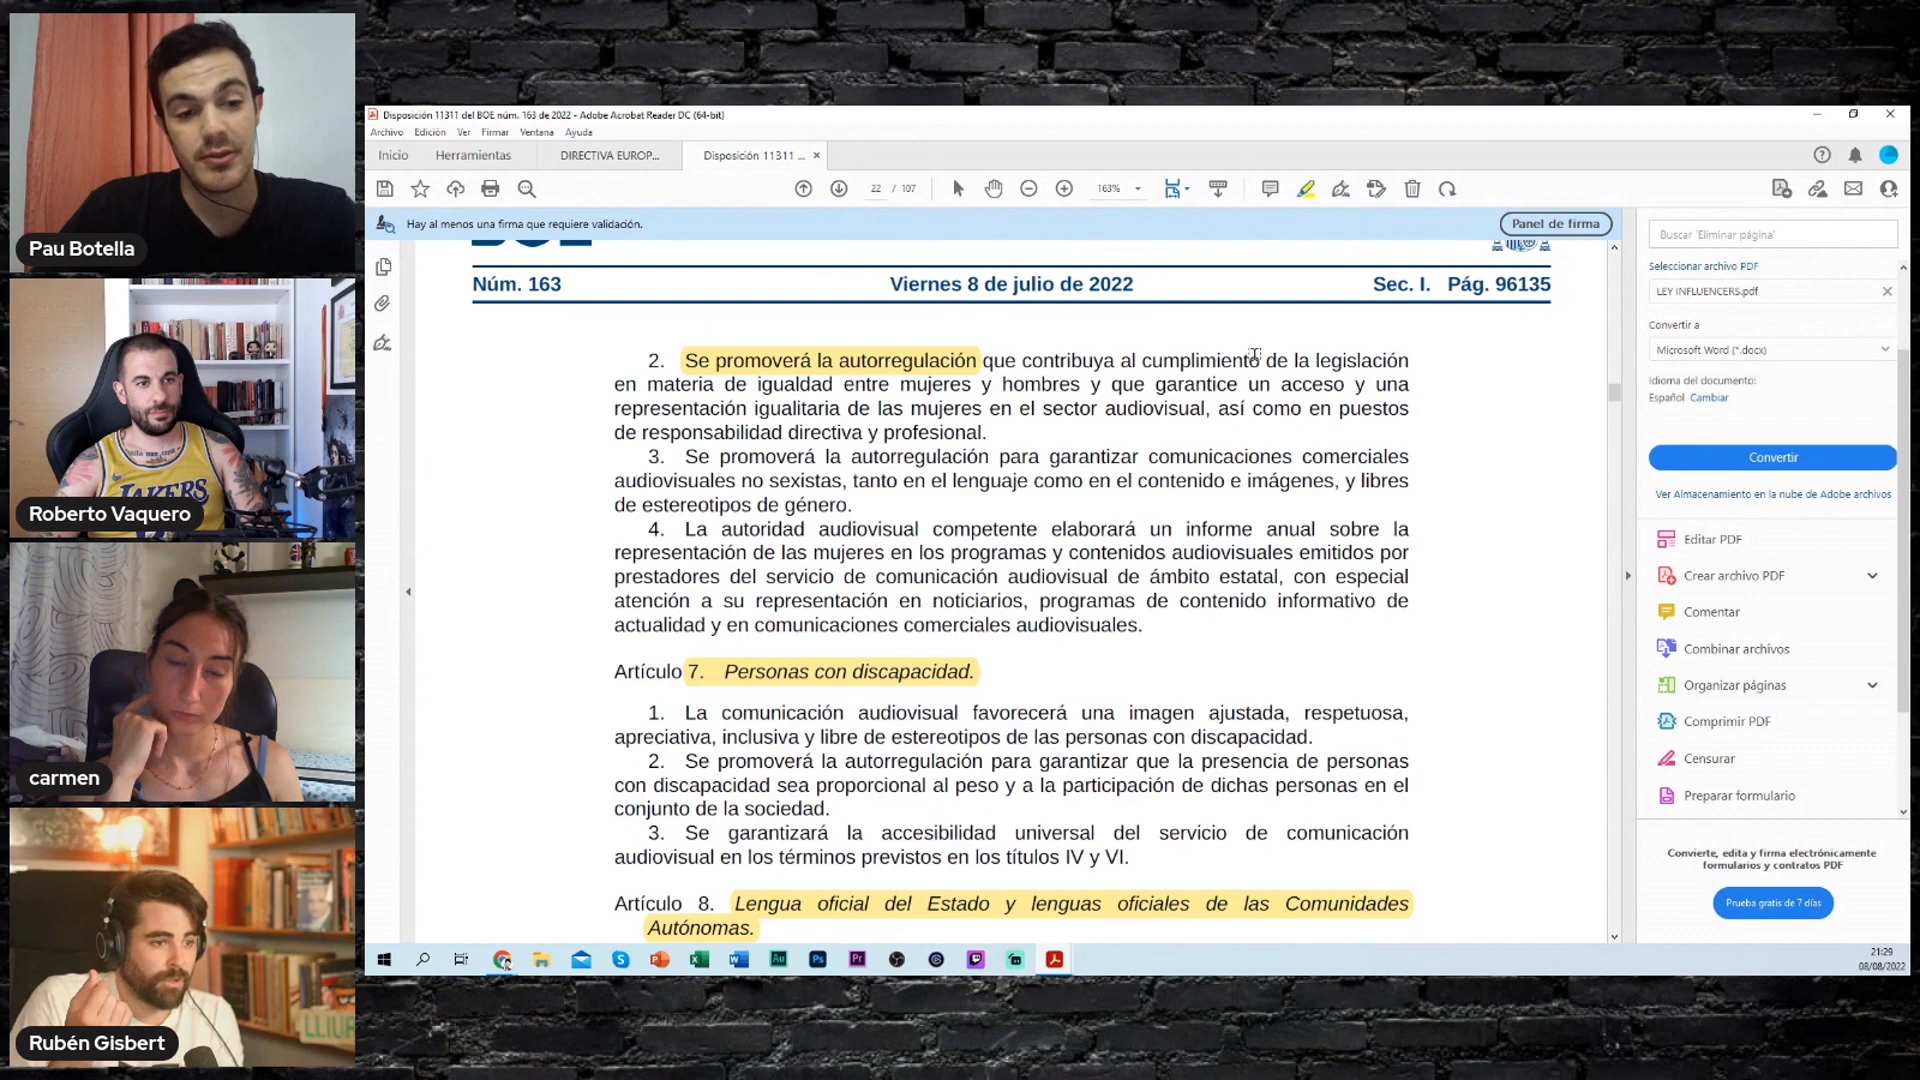 Pau Botella
Roberto Vaquero
LAKERS
carmen
Rubén Gisbert
LLIUR
Disposición 11311 del BOE núm. 163 de 2022 - Adobe Acrobat Reader DC (64-bit)
Archivo Edición Ver Firmar Ventana Ayuda
Inicio Herramientas DIRECTIVA EUROP... Disposición 11311 ... ×
22 / 107 163%
Hay al menos una firma que requiere validación. Panel de firma
BOE
Núm. 163 Viernes 8 de julio de 2022 Sec. I. Pág. 96135
2. Se promoverá la autorregulación que contribuya al cumplimiento de la legislación
en materia de igualdad entre mujeres y hombres y que garantice un acceso y una
representación igualitaria de las mujeres en el sector audiovisual, así como en puestos
de responsabilidad directiva y profesional.
3. Se promoverá la autorregulación para garantizar comunicaciones comerciales
audiovisuales no sexistas, tanto en el lenguaje como en el contenido e imágenes, y libres
de estereotipos de género.
4. La autoridad audiovisual competente elaborará un informe anual sobre la
representación de las mujeres en los programas y contenidos audiovisuales emitidos por
prestadores del servicio de comunicación audiovisual de ámbito estatal, con especial
atención a su representación en noticiarios, programas de contenido informativo de
actualidad y en comunicaciones comerciales audiovisuales.
Artículo 7. Personas con discapacidad.
1. La comunicación audiovisual favorecerá una imagen ajustada, respetuosa,
apreciativa, inclusiva y libre de estereotipos de las personas con discapacidad.
2. Se promoverá la autorregulación para garantizar que la presencia de personas
con discapacidad sea proporcional al peso y a la participación de dichas personas en el
conjunto de la sociedad.
3. Se garantizará la accesibilidad universal del servicio de comunicación
audiovisual en los términos previstos en los títulos IV y VI.
Artículo 8. Lengua oficial del Estado y lenguas oficiales de las Comunidades
Autónomas.
Buscar 'Eliminar página'
Seleccionar archivo PDF
LEY INFLUENCERS.pdf
Convertir a
Microsoft Word (*.docx)
Idioma del documento:
Español Cambiar
Convertir
Ver Almacenamiento en la nube de Adobe archivos
Editar PDF
Crear archivo PDF
Comentar
Combinar archivos
Organizar páginas
Comprimir PDF
Censurar
Preparar formulario
Convierte, edita y firma electrónicamente
formularios y contratos PDF
Prueba gratis de 7 días
Au Ps Pr
21:29
08/08/2022